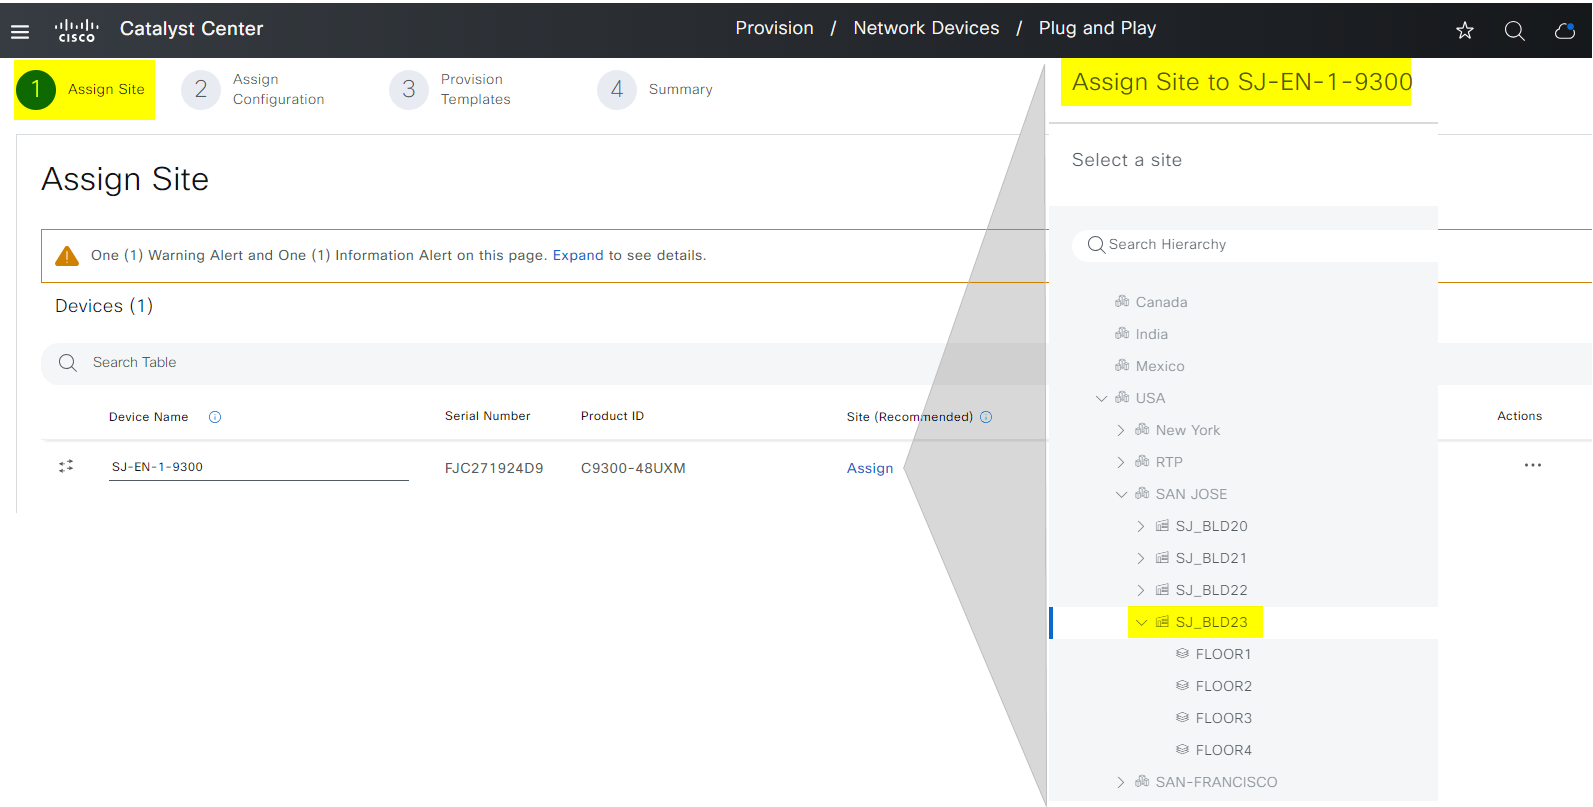 cisco
Catalyst Center
Provision / Network Devices / Plug and Play
1 Assign Site
2 Assign
Configuration
3 Provision
Templates
4 Summary
Assign Site
One (1) Warning Alert and One (1) Information Alert on this page. Expand to see details.
Devices (1)
Search Table
Device Name Serial Number Product ID Site (Recommended) Actions
SJ-EN-1-9300 FJC271924D9 C9300-48UXM Assign ...
Assign Site to SJ-EN-1-9300
Select a site
Search Hierarchy
Canada
India
Mexico
USA
New York
RTP
SAN JOSE
SJ_BLD20
SJ_BLD21
SJ_BLD22
SJ_BLD23
FLOOR1
FLOOR2
FLOOR3
FLOOR4
SAN-FRANCISCO